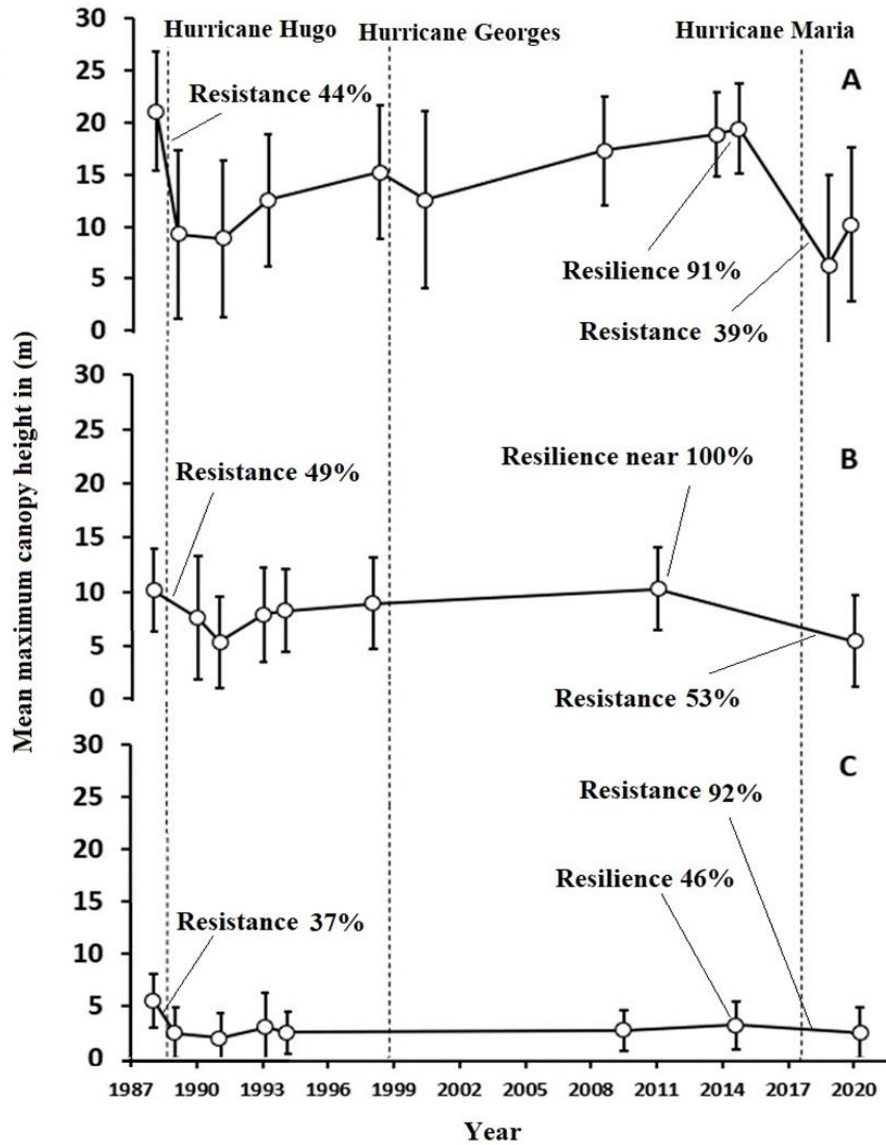 Hurricane Hugo
Hurricane Georges
Hurricane Maria
Mean maximum canopy height in (m)
30
25
20
15
10
5
0
A
Resistance 44%
Resilience 91%
Resistance 39%
30
25
20
15
10
5
0
B
Resistance 49%
Resilience near 100%
Resistance 53%
30
25
20
15
10
5
0
C
Resistance 92%
Resilience 46%
Resistance 37%
1987 1990 1993 1996 1999 2002 2005 2008 2011 2014 2017 2020
Year